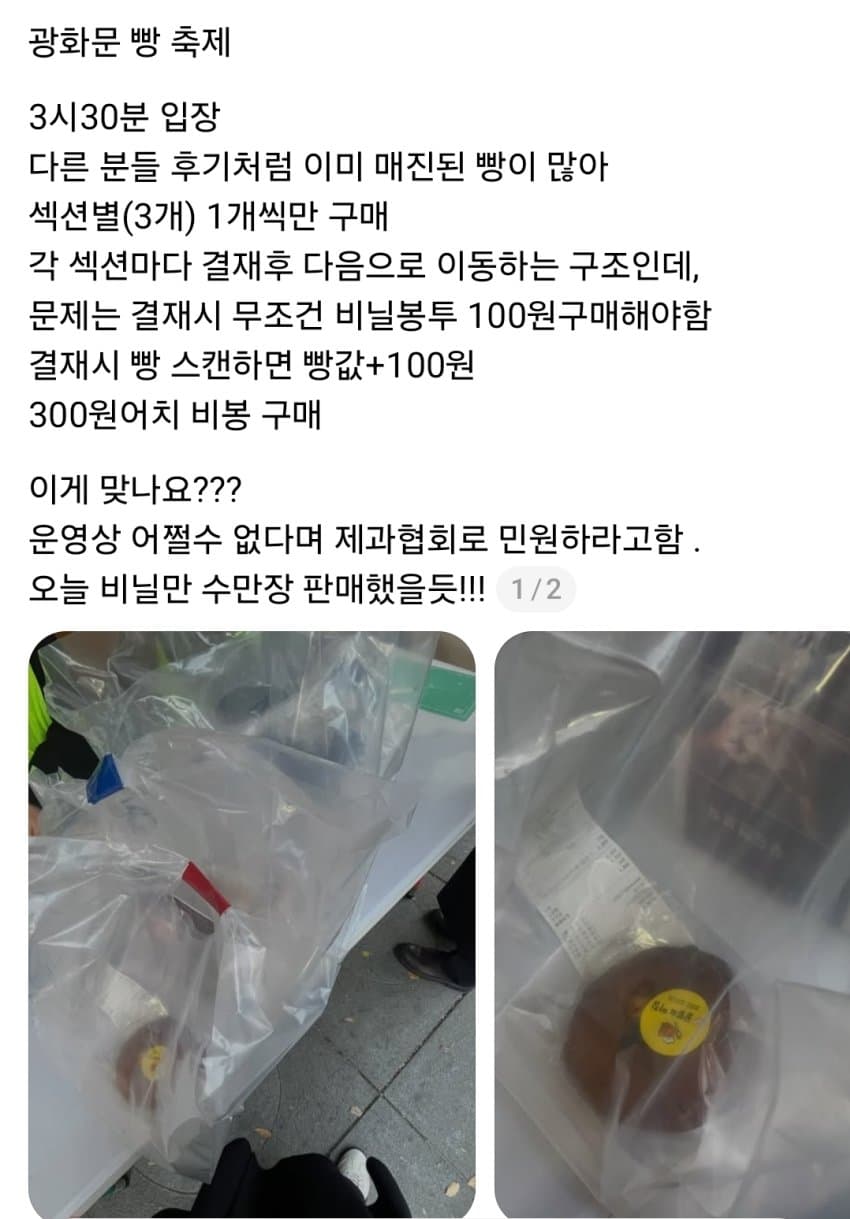 광화문 빵 축제
3시30분 입장
다른 분들 후기처럼 이미 매진된 빵이 많아
섹션별(3개) 1개씩만 구매
각 섹션마다 결재후 다음으로 이동하는 구조인데,
문제는 결재시 무조건 비닐봉투 100원구매해야함
결재시 빵 스캔하면 빵값+100원
300원어치 비봉 구매
이게 맞나요???
운영상 어쩔수 없다며 제과협회로 민원하라고함 .
오늘 비닐만 수만장 판매했을듯!!! 1/2